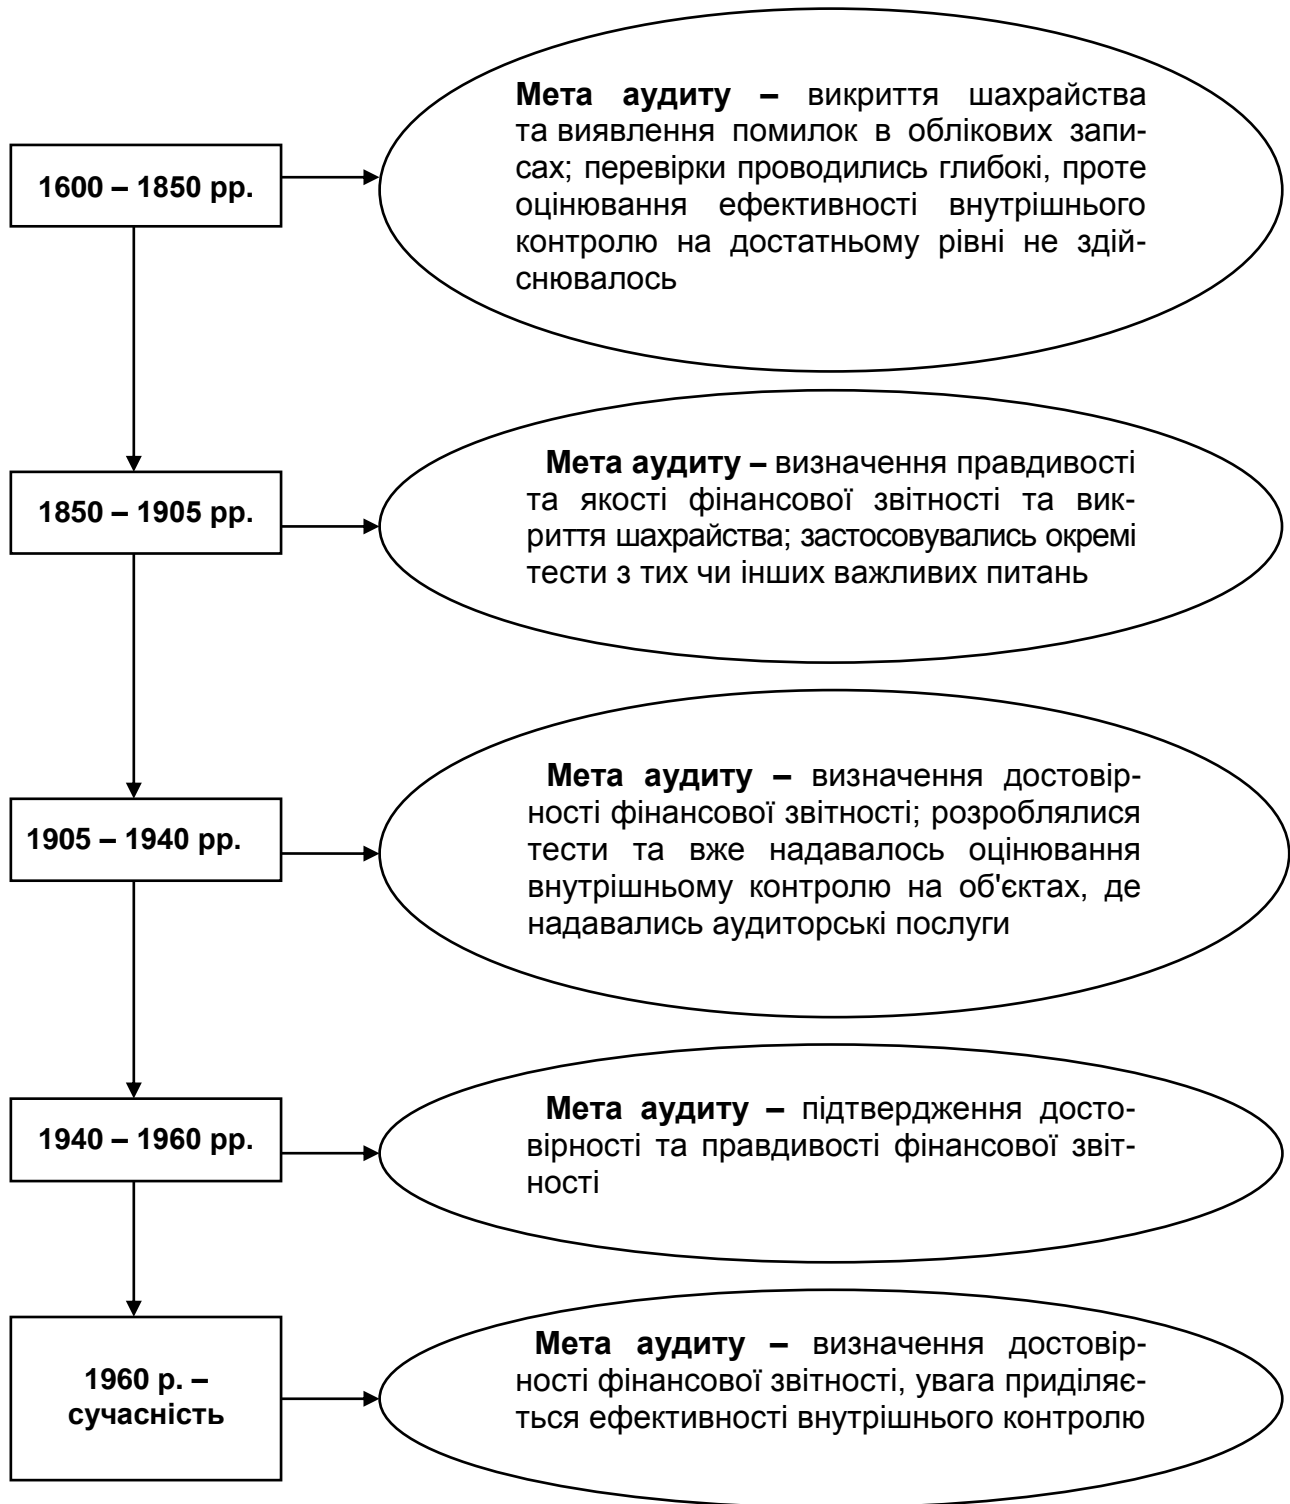 Мета аудиту – викриття шахрайства
та виявлення помилок в облікових запи-
сах; перевірки проводились глибокі, проте
оцінювання ефективності внутрішнього
контролю на достатньому рівні не здій-
снювалось
1600 – 1850 рр.
Мета аудиту – визначення правдивості
та якості фінансової звітності та вик-
риття шахрайства; застосовувались окремі
тести з тих чи інших важливих питань
1850 – 1905 рр.
Мета аудиту – визначення достовір-
ності фінансової звітності; розроблялися
тести та вже надавалось оцінювання
внутрішньому контролю на об'єктах, де
надавались аудиторські послуги
1905 – 1940 рр.
Мета аудиту – підтвердження досто-
вірності та правдивості фінансової звіт-
ності
1940 – 1960 рр.
Мета аудиту – визначення достовір-
ності фінансової звітності, увага приділяє-
ться ефективності внутрішнього контролю
1960 р. –
сучасність